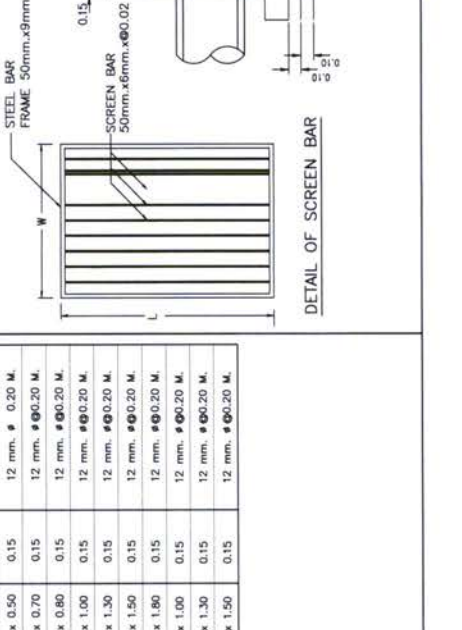 STEEL BAR
FRAME 50mm.x9mm
SCREEN BAR
50mm.x6mm.x@0.02
W
L
0.15
0.10
0.10
DETAIL OF SCREEN BAR
x 0.50 0.15 12 mm. ø 0.20 M.
x 0.70 0.15 12 mm. ø @0.20 M.
x 0.80 0.15 12 mm. ø @0.20 M.
x 1.00 0.15 12 mm. ø @0.20 M.
x 1.30 0.15 12 mm. ø @0.20 M.
x 1.50 0.15 12 mm. ø @0.20 M.
x 1.80 0.15 12 mm. ø @0.20 M.
x 1.00 0.15 12 mm. ø @0.20 M.
x 1.30 0.15 12 mm. ø @0.20 M.
x 1.50 0.15 12 mm. ø @0.20 M.